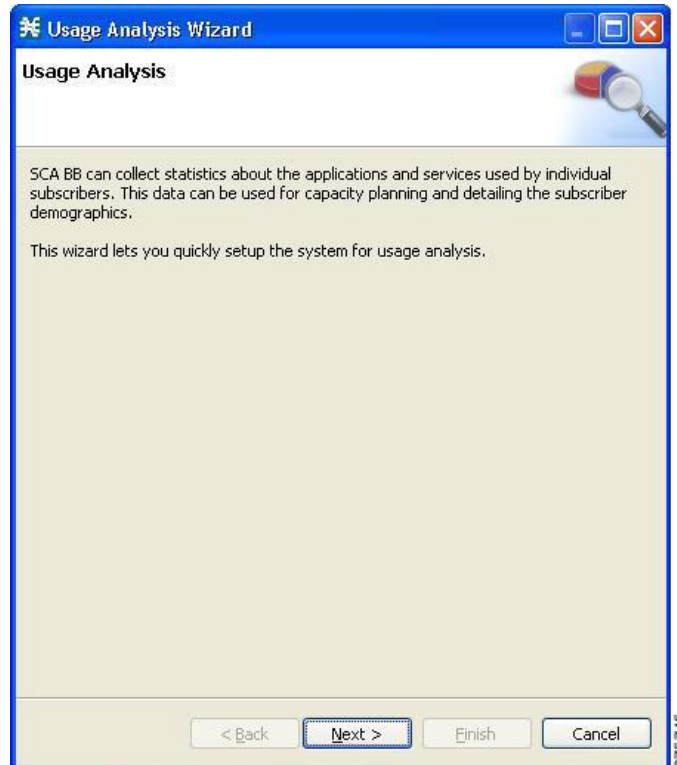 Usage Analysis Wizard
Usage Analysis
SCA BB can collect statistics about the applications and services used by individual
subscribers. This data can be used for capacity planning and detailing the subscriber
demographics.
This wizard lets you quickly setup the system for usage analysis.
< Back Next > Finish Cancel